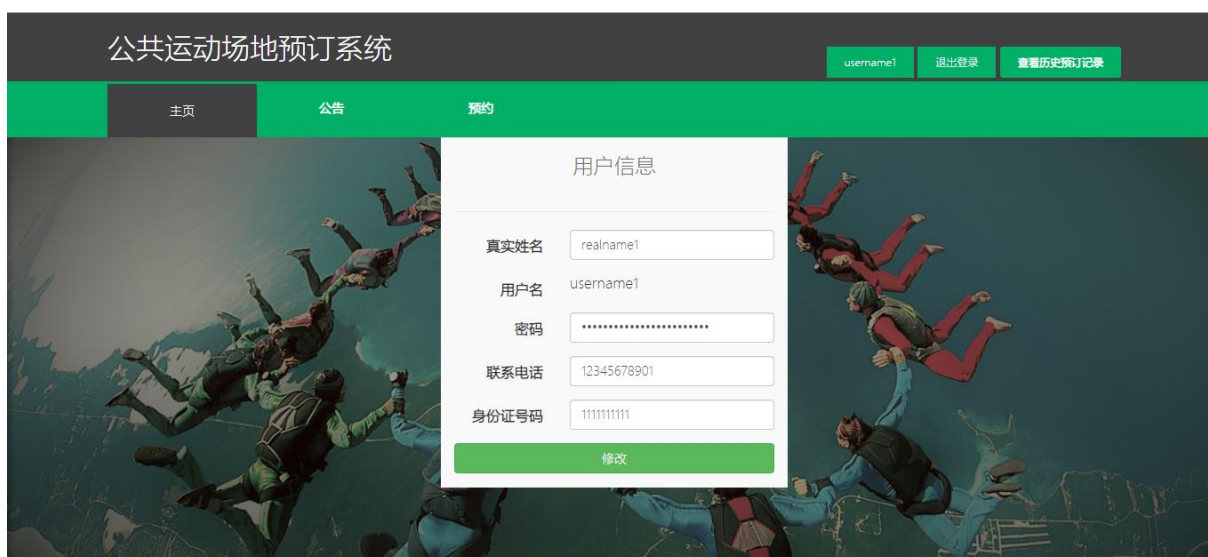 公共运动场地预订系统
username1 退出登录 查看历史预订记录
主页 公告 预约
用户信息
真实姓名 realname1
用户名 username1
密码 ••••••••••••••••••••••••
联系电话 12345678901
身份证号码 1111111111
修改